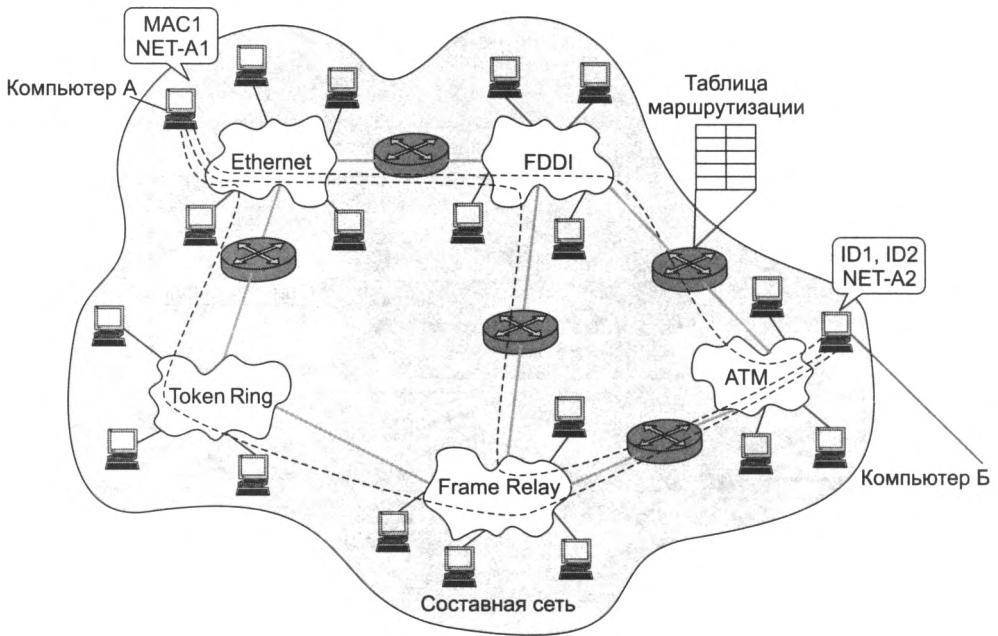 MAC1
NET-A1
Компьютер А
Таблица
маршрутизации
Ethernet
FDDI
ID1, ID2
NET-A2
Token Ring
ATM
Frame Relay
Компьютер Б
Составная сеть